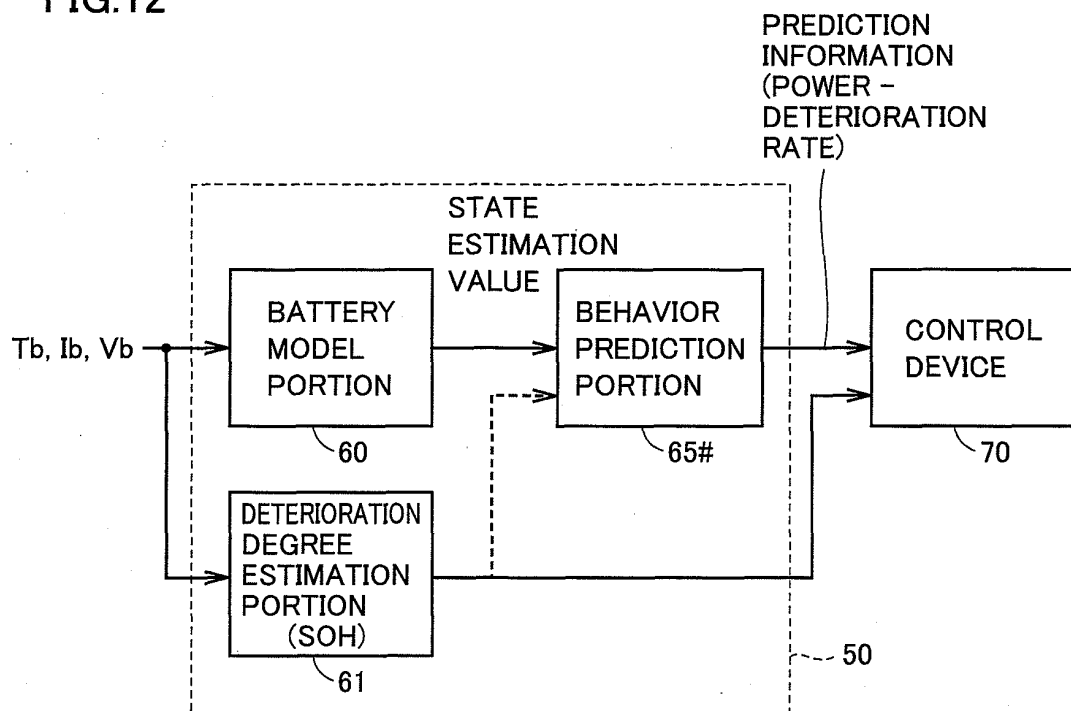 FIG.12
PREDICTION
INFORMATION
(POWER –
DETERIORATION
RATE)
STATE
ESTIMATION
VALUE
Tb, Ib, Vb
BATTERY
MODEL
PORTION
60
BEHAVIOR
PREDICTION
PORTION
65#
CONTROL
DEVICE
70
DETERIORATION
DEGREE
ESTIMATION
PORTION
(SOH)
61
50